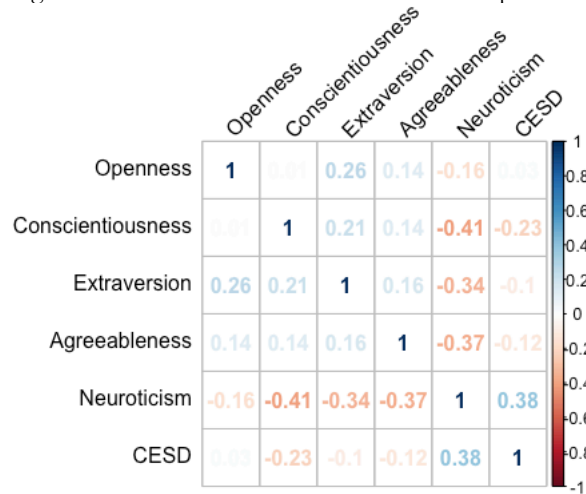 Openness
Conscientiousness
Extraversion
Agreeableness
Neuroticism
CESD
Openness 1 0.01 0.26 0.14 -0.16 0.03
Conscientiousness 0.01 1 0.21 0.14 -0.41 -0.23
Extraversion 0.26 0.21 1 0.16 -0.34 -0.1
Agreeableness 0.14 0.14 0.16 1 -0.37 -0.12
Neuroticism -0.16 -0.41 -0.34 -0.37 1 0.38
CESD 0.03 -0.23 -0.1 -0.12 0.38 1
1
0.8
0.6
0.4
0.2
0
-0.2
-0.4
-0.6
-0.8
-1